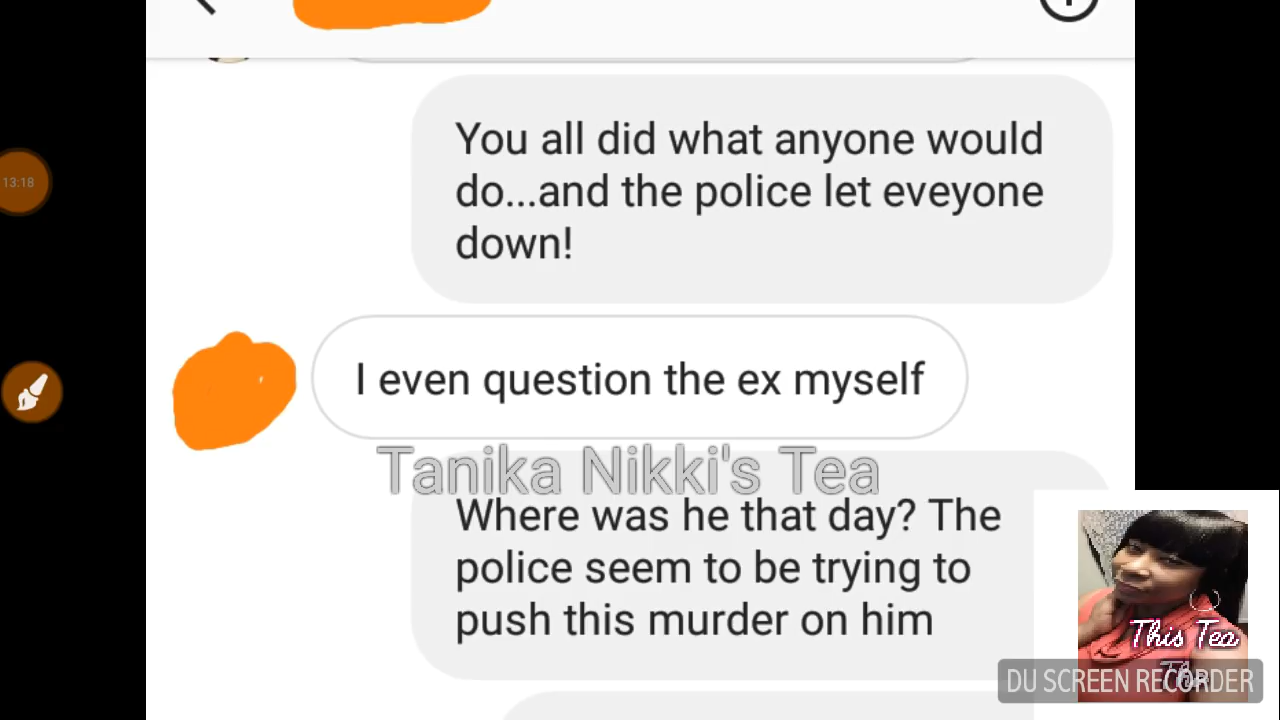 13:18
You all did what anyone would
do...and the police let eveyone
down!
I even question the ex myself
Tanika Nikki's Tea
Where was he that day? The
police seem to be trying to
push this murder on him
This Tea
DU SCREEN RECORDER